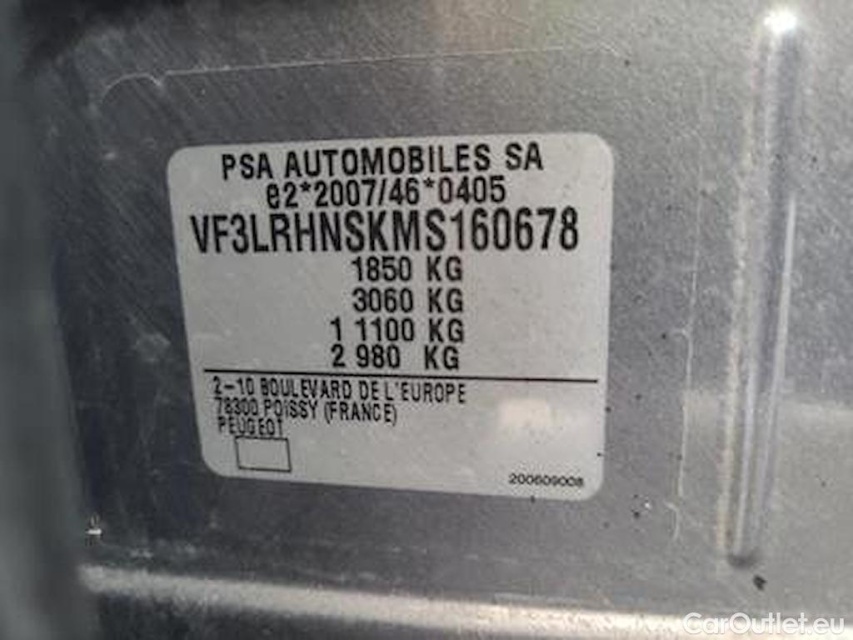 PSA AUTOMOBILES SA
e2*2007/46*0405
VF3LRHNSKMS160678
1850 KG
3060 KG
1 1100 KG
2 980 KG
2-10 BOULEVARD DE L'EUROPE
78300 POISSY (FRANCE)
PEUGEOT
200609008
CarOutlet.eu